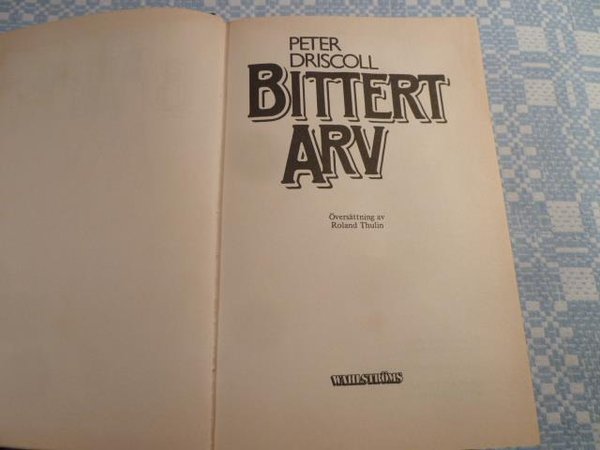 PETER
DRISCOLL
BITTERT
ARV
Översättning av
Roland Thulin
WAHLSTRÖMS